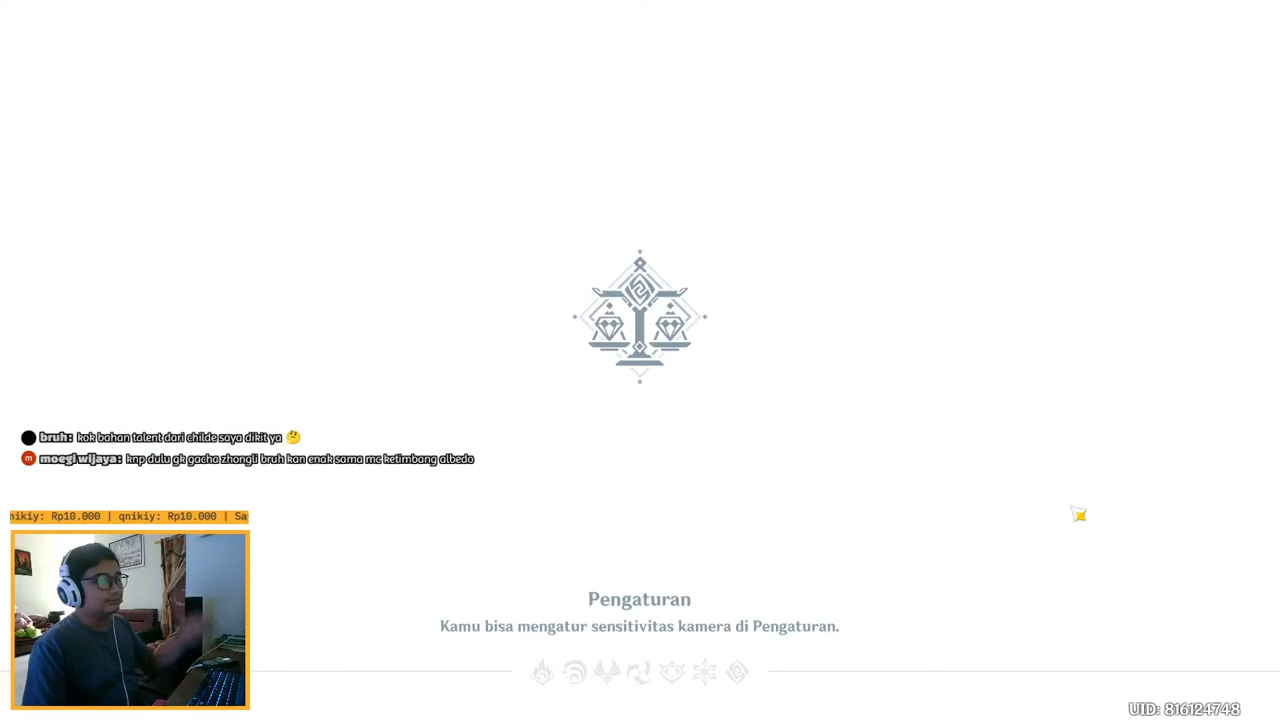 bruh: kok bahan talent dari childe saya dikit ya 🤔
moegi wijaya: knp dulu gk gacha zhongli bruh kan enak sama mc ketimbang albedo
nikiy: Rp10.000 | qnikiy: Rp10.000 | Sa
Pengaturan
Kamu bisa mengatur sensitivitas kamera di Pengaturan.
UID: 816124748